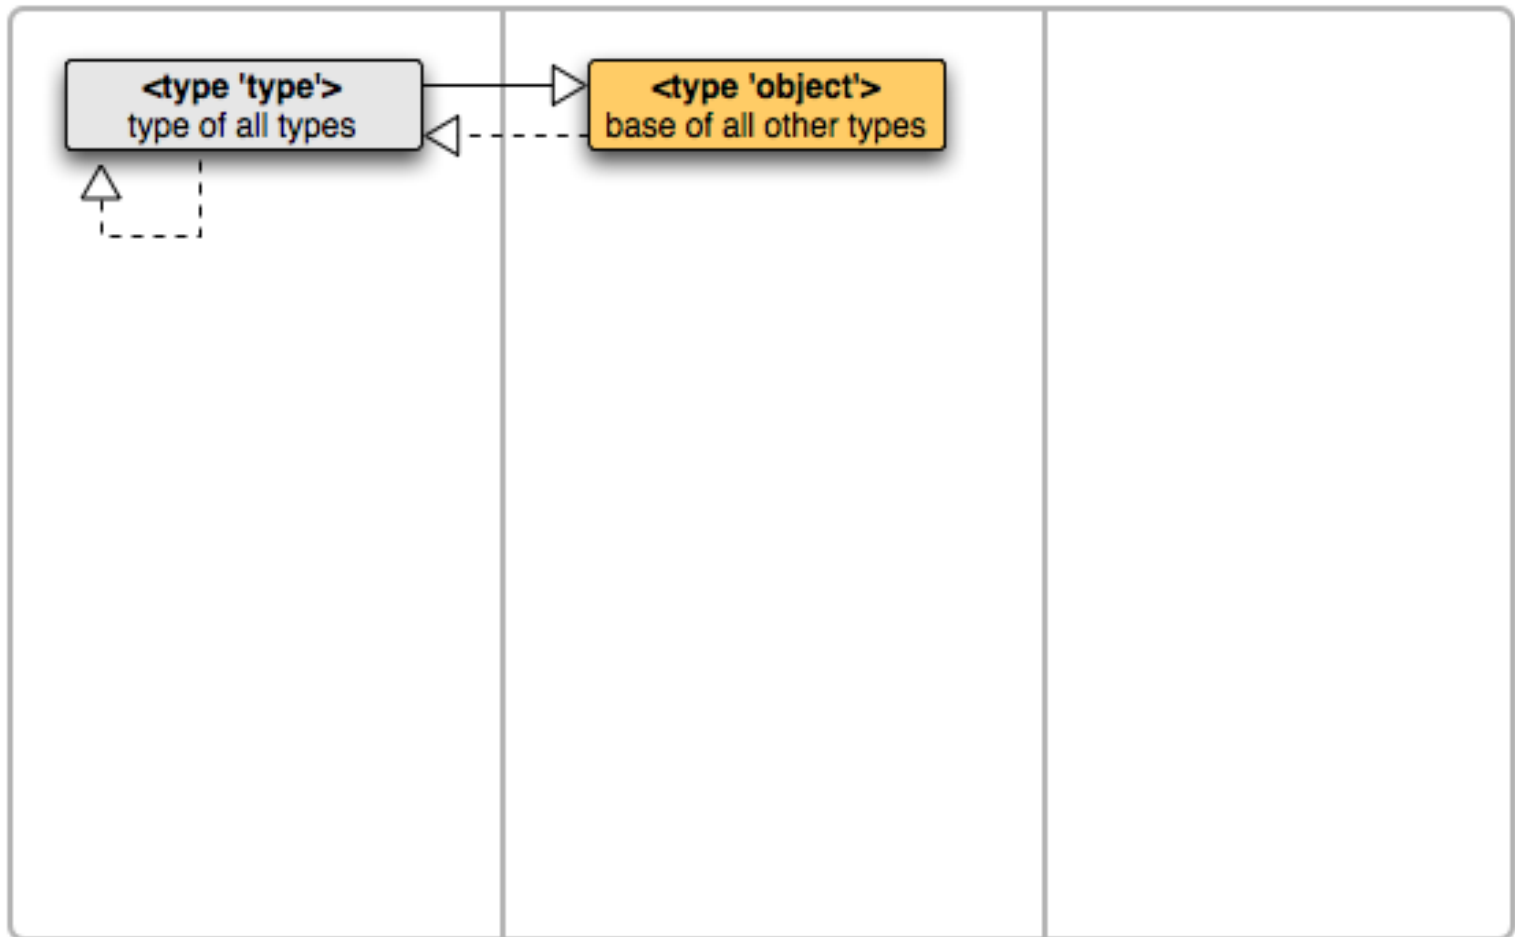 <type 'type'>
type of all types
<type 'object'>
base of all other types